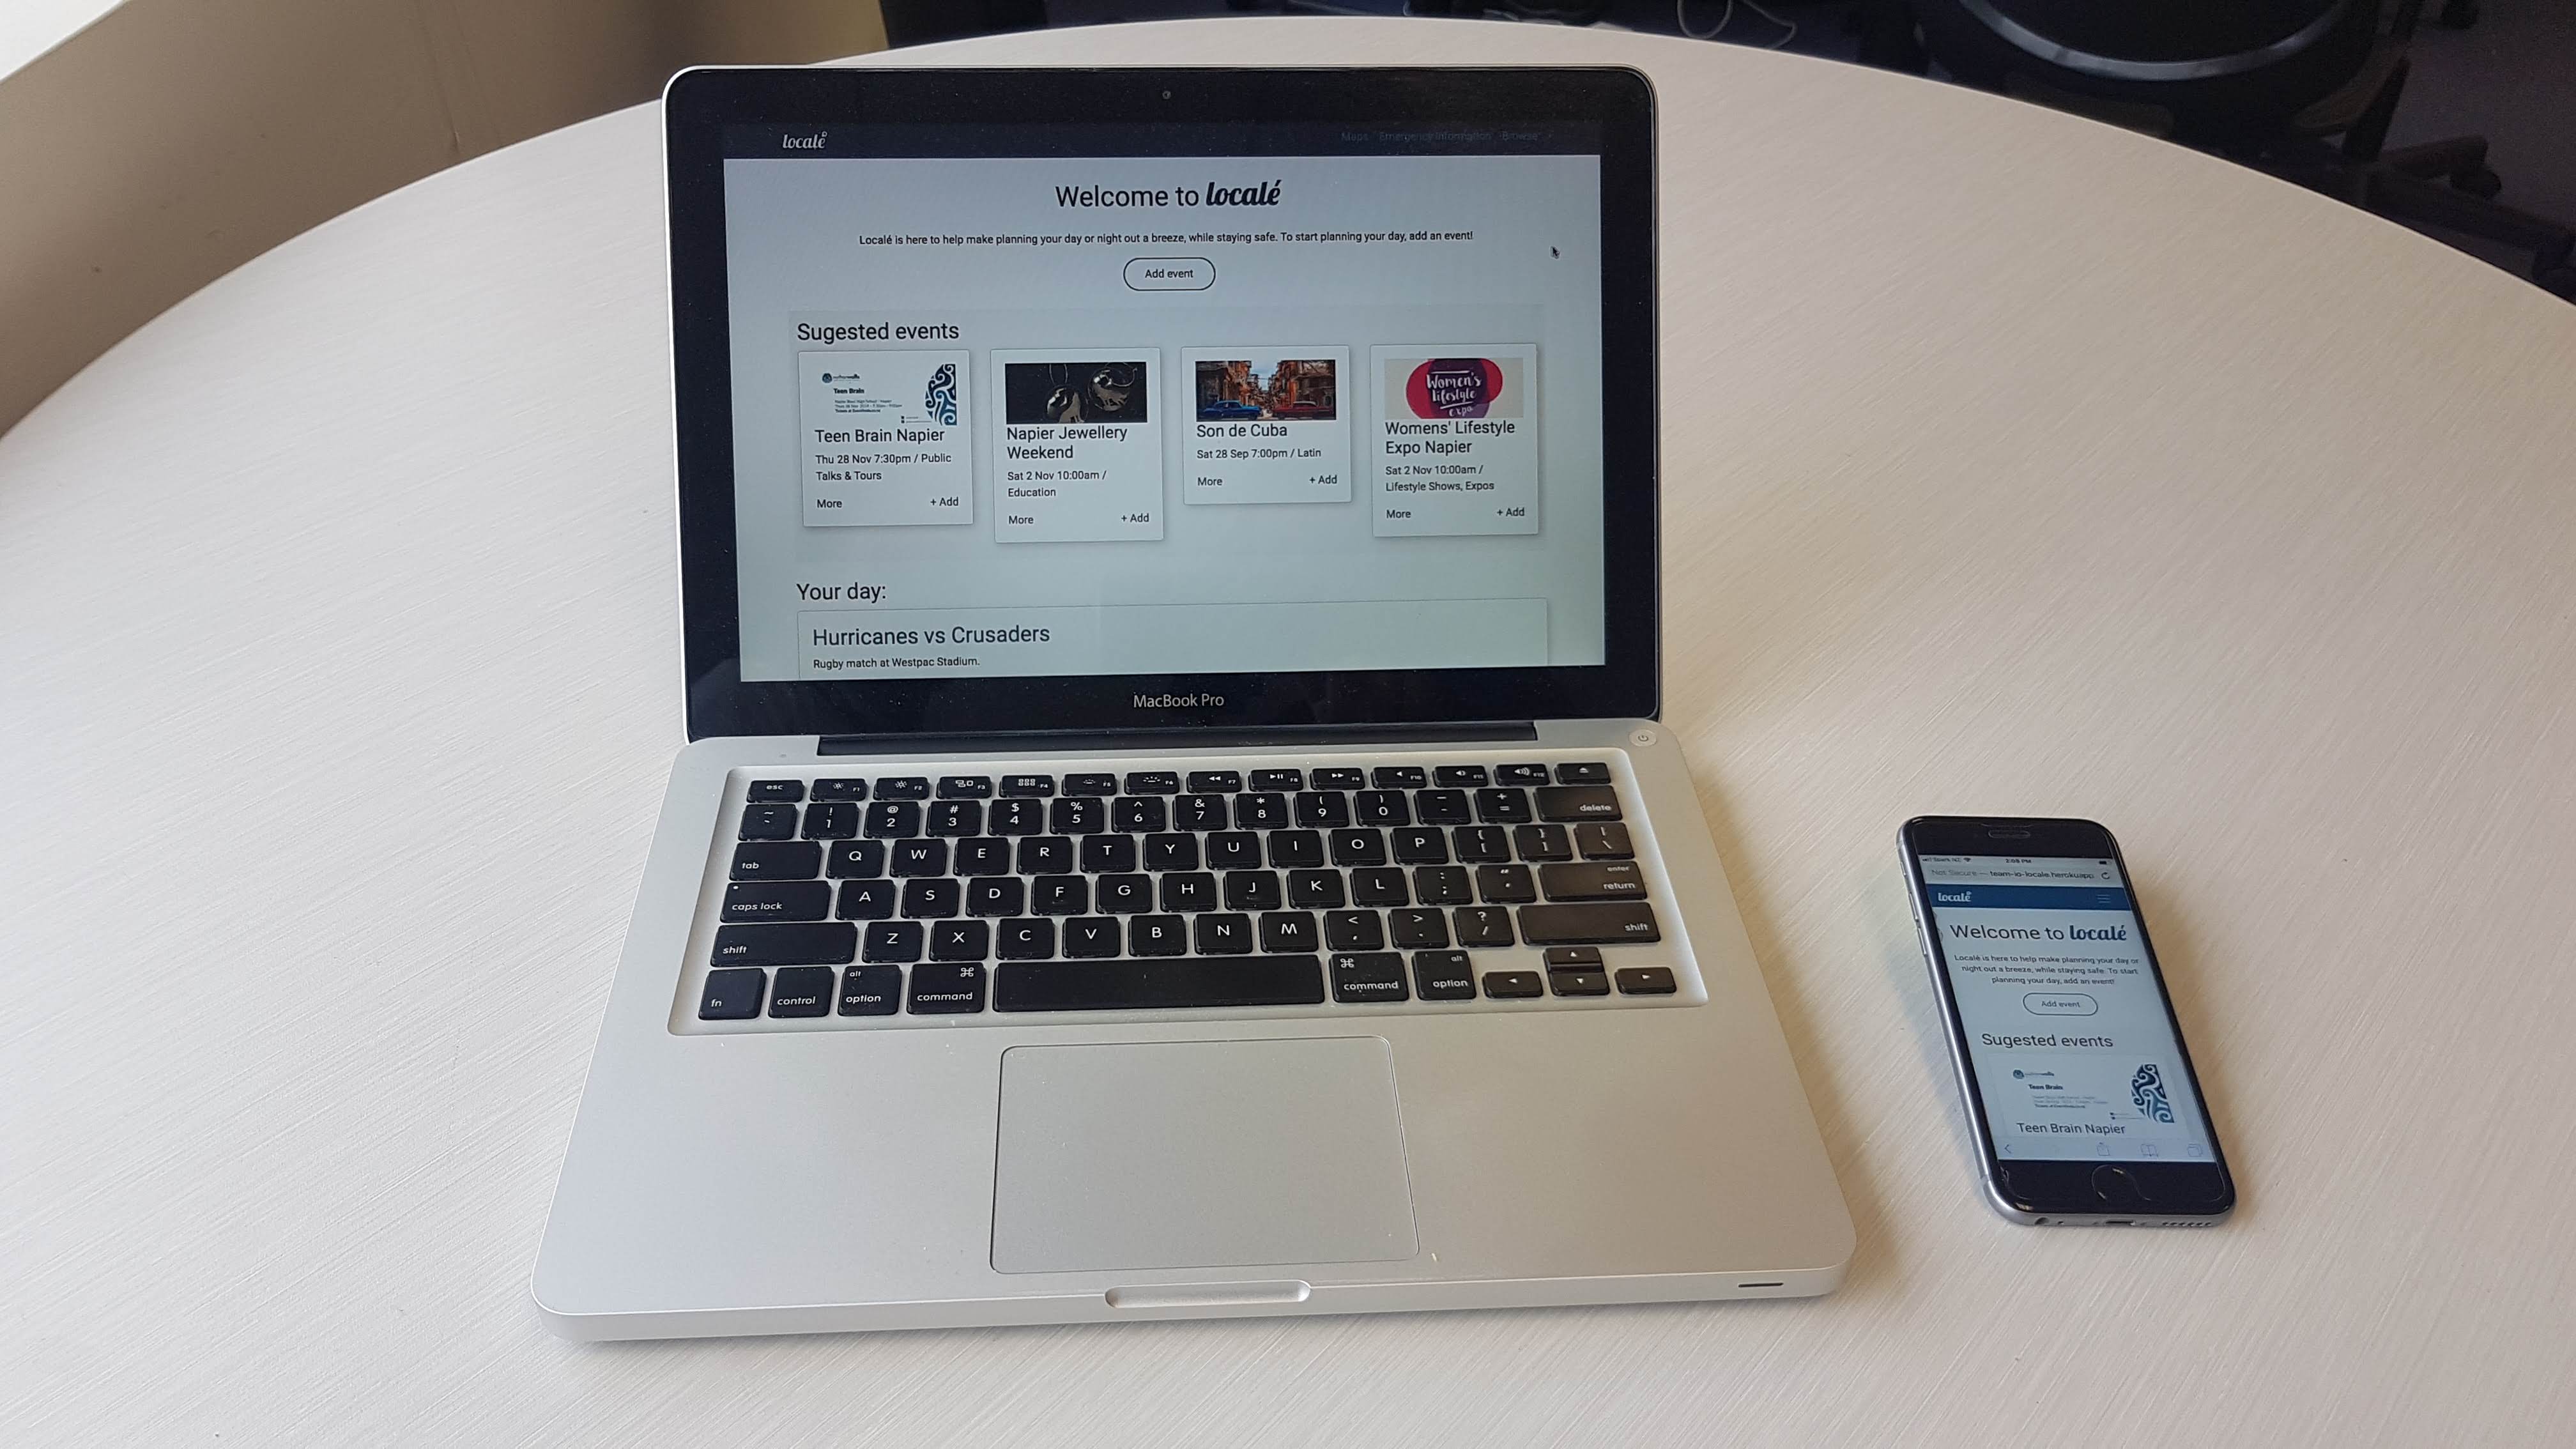 localé
Maps Emergency Information Browse
Welcome to localé
Localé is here to help make planning your day or night out a breeze, while staying safe. To start planning your day, add an event!
Add event
Sugested events
Teen Brain
Teen Brain Napier
Thu 28 Nov 7:30pm / Public
Talks & Tours
More + Add
Napier Jewellery
Weekend
Sat 2 Nov 10:00am /
Education
More + Add
Son de Cuba
Sat 28 Sep 7:00pm / Latin
More + Add
Women's
lifestyle
expo
Womens' Lifestyle
Expo Napier
Sat 2 Nov 10:00am /
Lifestyle Shows, Expos
More + Add
Your day:
Hurricanes vs Crusaders
Rugby match at Westpac Stadium.
MacBook Pro
esc F1 F2 F3 F4 F5 F6 F7 F8 F9 F10 F11 F12
~ ! @ # $ % ^ & * ( ) – +
` 1 2 3 4 5 6 7 8 9 0 - = delete
tab Q W E R T Y U I O P { [ } ] | \
caps lock A S D F G H J K L : ; " ' enter return
shift Z X C V B N M < , > . ? / shift
fn control alt option ⌘ command ⌘ command alt option
Spark NZ 2:08 PM
Not Secure — team-io-locale.herokuapp
localé
Welcome to localé
Localé is here to help make planning your day or
night out a breeze, while staying safe. To start
planning your day, add an event!
Add event
Sugested events
Teen Brain
Teen Brain Napier